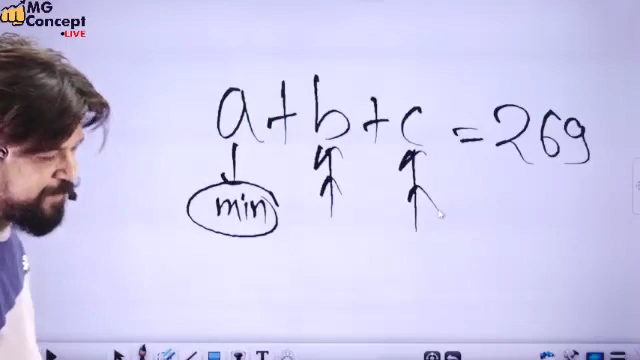 MG
Concept
LIVE
a+b+c = 269
min
T